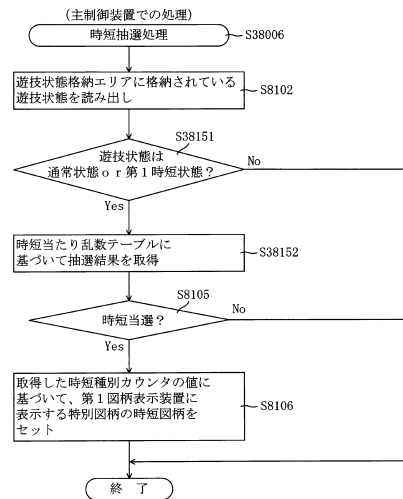 (主制御装置での処理)
時短抽選処理
S38006
遊技状態格納エリアに格納されている
遊技状態を読み出し
S8102
S38151
遊技状態は
通常状態or第1時短状態?
No
Yes
時短当たり乱数テーブルに
基づいて抽選結果を取得
S38152
S8105
時短当選?
No
Yes
取得した時短種別カウンタの値に
基づいて、第1図柄表示装置に
表示する特別図柄の時短図柄を
セット
S8106
終了